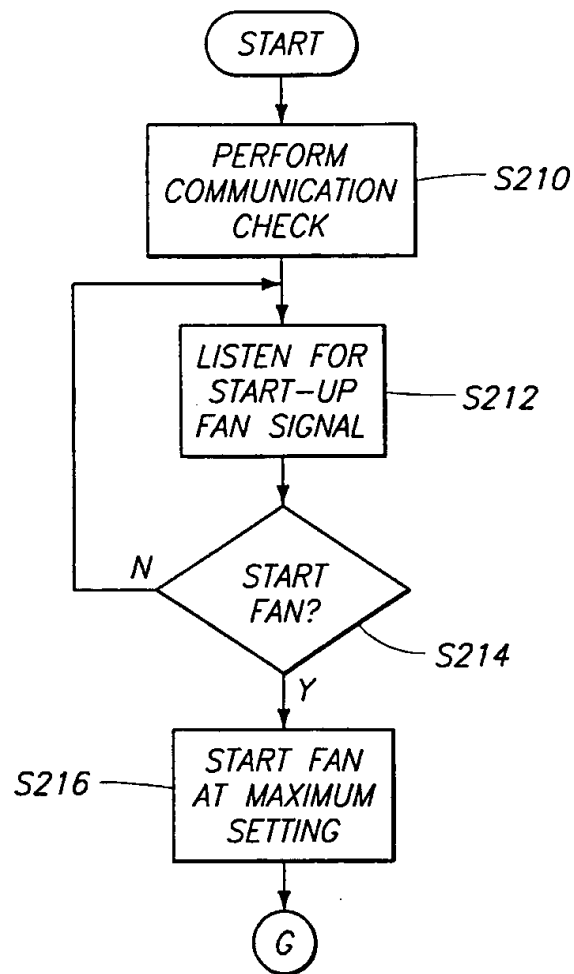 START
PERFORM
COMMUNICATION
CHECK
S210
LISTEN FOR
START-UP
FAN SIGNAL
S212
N
START
FAN?
S214
Y
START FAN
AT MAXIMUM
SETTING
S216
G